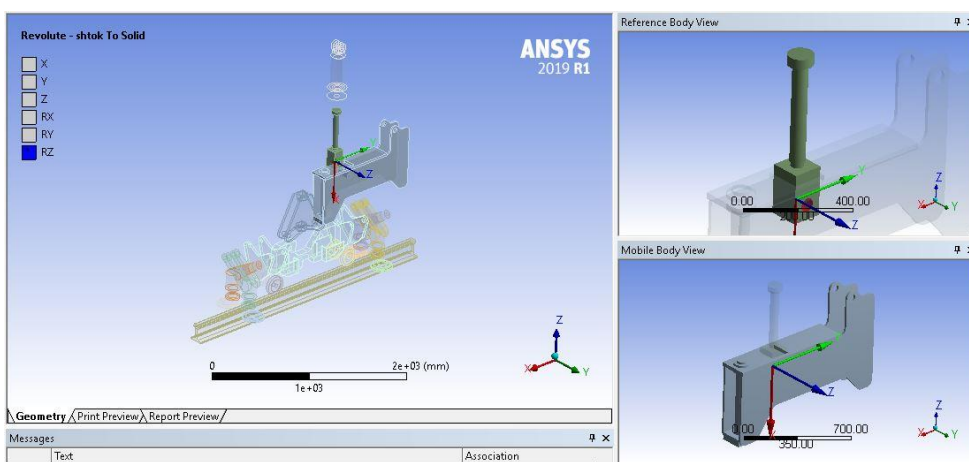 Revolute - shtok To Solid
X
Y
Z
RX
RY
RZ
ANSYS
2019 R1
Y
Z
X
0
2e+03 (mm)
1e+03
Z
X
Y
Geometry Print Preview Report Preview
Messages
Text
Association
Reference Body View
Y
0.00
400.00
Z
Z
X
Y
Mobile Body View
Z
0.00
700.00
350.00
Z
X
Y